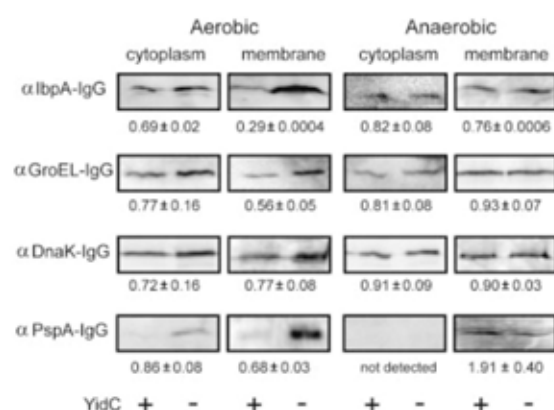 Aerobic Anaerobic
cytoplasm membrane cytoplasm membrane
αIbpA-IgG
0.69±0.02 0.29±0.0004 0.82±0.08 0.76±0.0006
αGroEL-IgG
0.77±0.16 0.56±0.05 0.81±0.08 0.93±0.07
αDnaK-IgG
0.72±0.16 0.77±0.08 0.91±0.09 0.90±0.03
αPspA-IgG
0.86±0.08 0.68±0.03 not detected 1.91±0.40
YidC + - + - + - + -